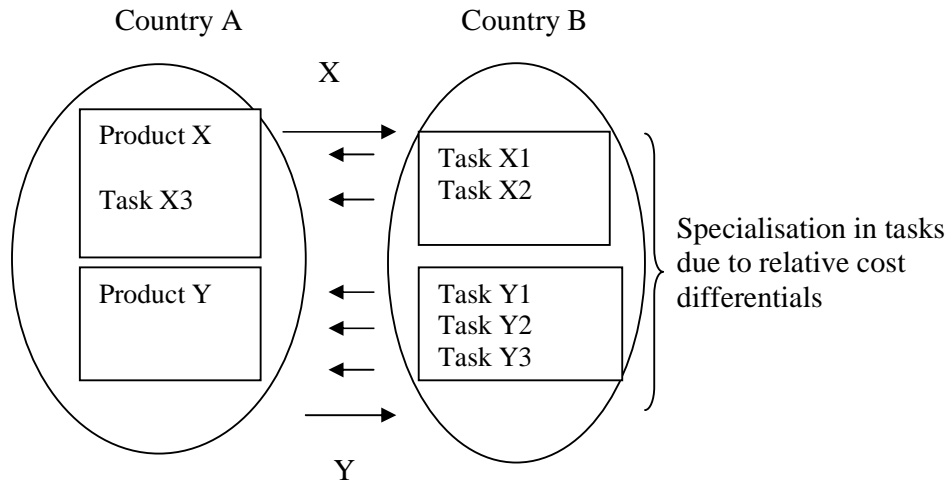 Country A
Country B
X
Product X
Task X3
Task X1
Task X2
Product Y
Task Y1
Task Y2
Task Y3
Specialisation in tasks
due to relative cost
differentials
Y